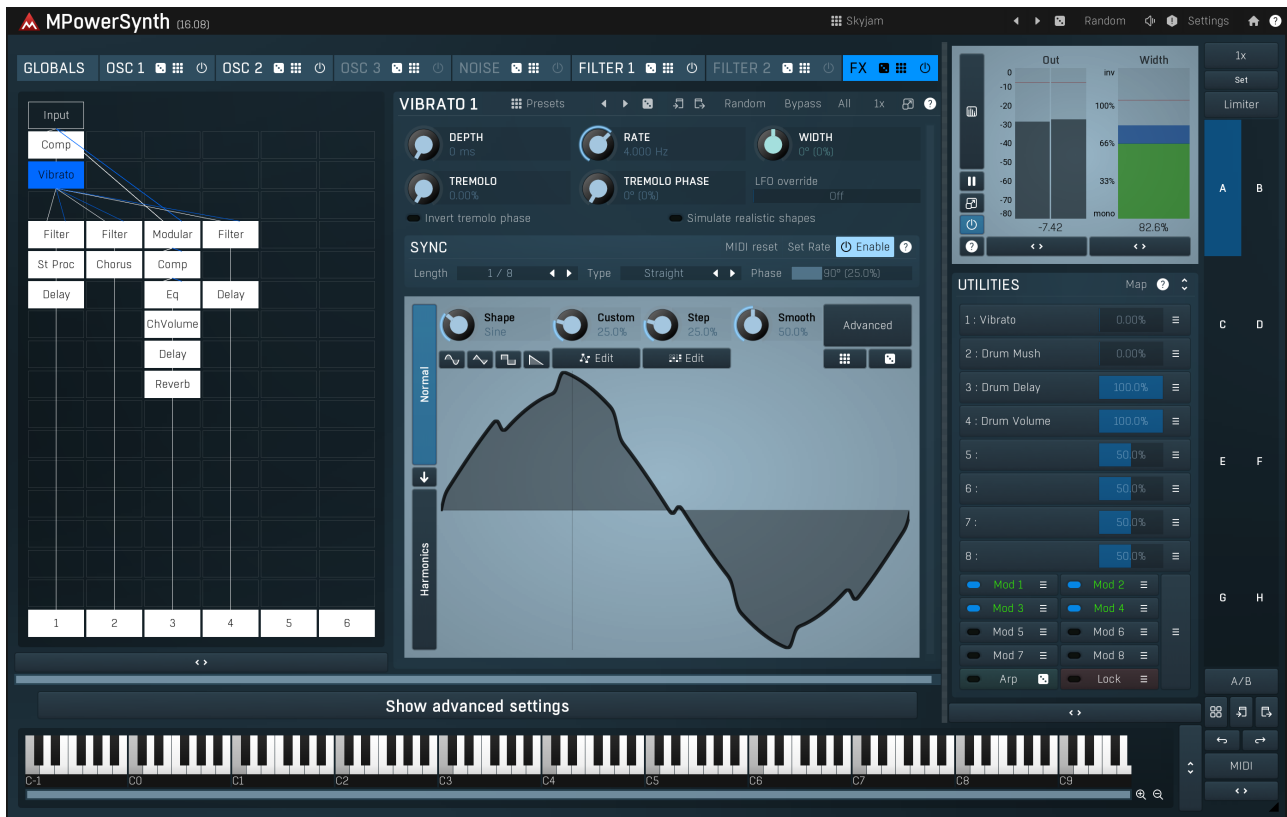 MPowerSynth (16.08)
Skyjam
Random
Settings
GLOBALS
OSC 1
OSC 2
OSC 3
NOISE
FILTER 1
FILTER 2
FX
Input
Comp
Vibrato
Filter Filter Modular Filter
St Proc Chorus Comp
Delay Eq Delay
ChVolume
Delay
Reverb
1 2 3 4 5 6
VIBRATO 1 Presets Random Bypass All 1x
DEPTH
0 ms
RATE
4.000 Hz
WIDTH
0° (0%)
TREMOLO
0.00%
TREMOLO PHASE
0° (0%)
LFO override
Off
Invert tremolo phase
Simulate realistic shapes
SYNC MIDI reset Set Rate Enable
Length 1 / 8 Type Straight Phase 90° (25.0%)
Normal
Harmonics
Shape
Sine
Custom
25.0%
Step
25.0%
Smooth
50.0%
Advanced
Edit Edit
Show advanced settings
C-1 C0 C1 C2 C3 C4 C5 C6 C7 C8 C9
Out Width
0
-10
-20
-30
-40
-50
-60
-70
-80
inv
100%
66%
33%
mono
-7.42 82.6%
UTILITIES Map
1 : Vibrato 0.00%
2 : Drum Mush 0.00%
3 : Drum Delay 100.0%
4 : Drum Volume 100.0%
5 : 50.0%
6 : 50.0%
7 : 50.0%
8 : 50.0%
Mod 1 Mod 2
Mod 3 Mod 4
Mod 5 Mod 6
Mod 7 Mod 8
Arp Lock
1x
Set
Limiter
A B
C D
E F
G H
A/B
MIDI